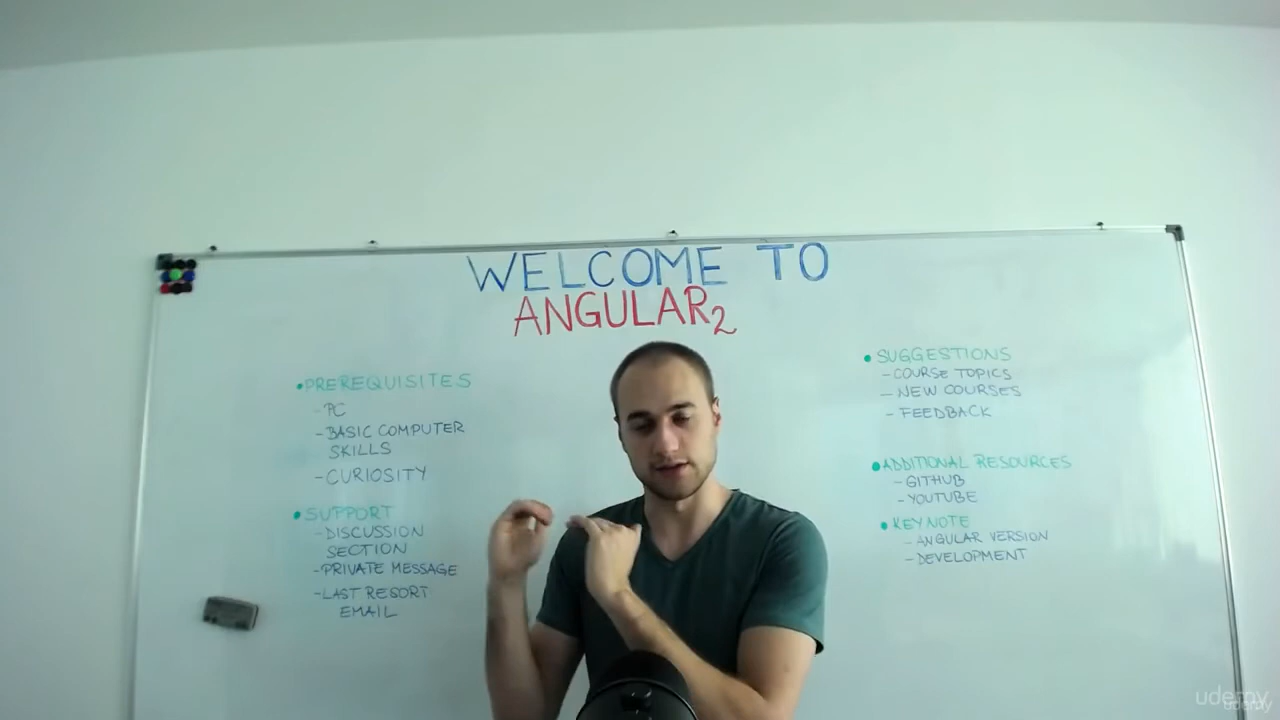 WELCOME TO
ANGULAR2
•PREREQUISITES
-PC
-BASIC COMPUTER
SKILLS
-CURIOSITY
•SUPPORT
-DISCUSSION
SECTION
-PRIVATE MESSAGE
-LAST RESORT
EMAIL
•SUGGESTIONS
-COURSE TOPICS
-NEW COURSES
-FEEDBACK
•ADDITIONAL RESOURCES
-GITHUB
-YOUTUBE
•KEYNOTE
-ANGULAR VERSION
-DEVELOPMENT
udemy
udemy